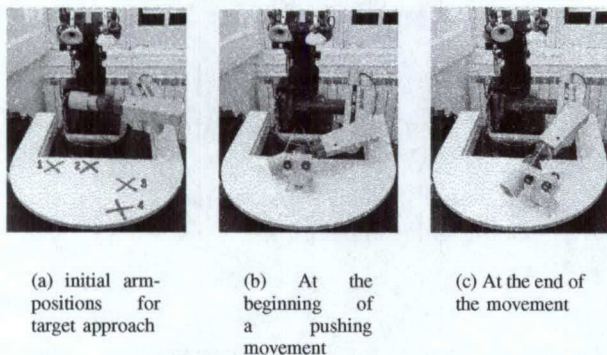 1 2
3
4
(a) initial arm-
positions for
target approach
(b) At the
beginning of
a pushing
movement
(c) At the end of
the movement